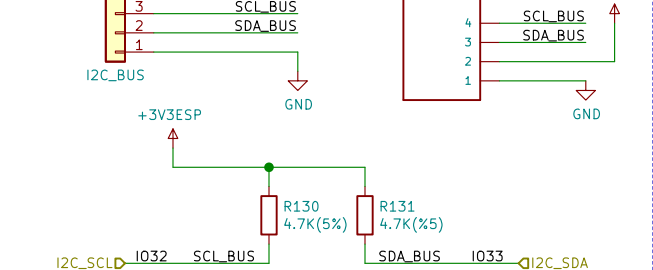 3 SCL_BUS
2 SDA_BUS
1
I2C_BUS
GND
4 SCL_BUS
3 SDA_BUS
2
1
GND
+3V3ESP
R130
4.7K(5%)
R131
4.7K(%5)
I2C_SCL IO32 SCL_BUS
SDA_BUS IO33 I2C_SDA